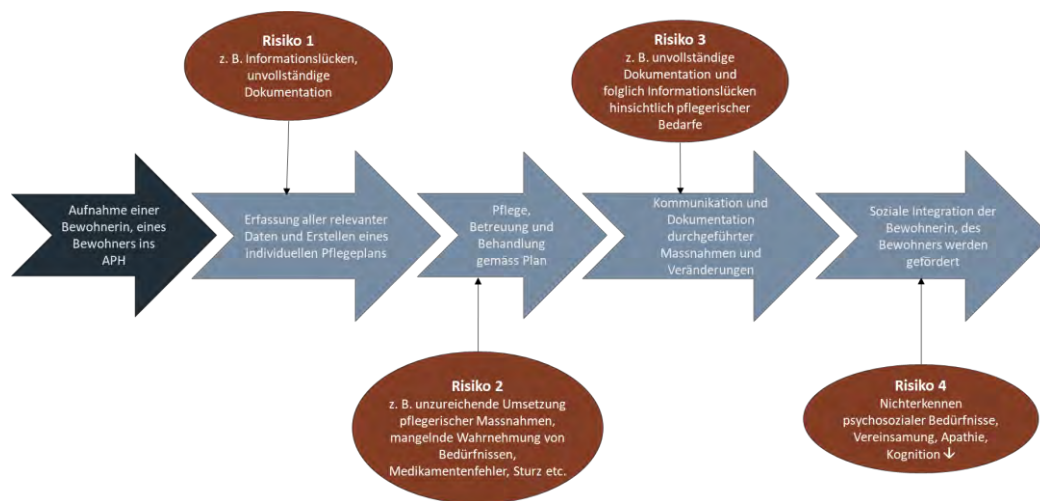 Risiko 1
z. B. Informationslücken,
unvollständige
Dokumentation
Risiko 3
z. B. unvollständige
Dokumentation und
folglich Informationslücken
hinsichtlich pflegerischer
Bedarfe
Aufnahme einer
Bewohnerin, eines
Bewohners ins
APH
Erfassung aller relevanter
Daten und Erstellen eines
individuellen Pflegeplans
Pflege,
Betreuung und
Behandlung
gemäss Plan
Kommunikation und
Dokumentation
durchgeführter
Massnahmen und
Veränderungen
Soziale Integration der
Bewohnerin, des
Bewohners werden
gefördert
Risiko 2
z. B. unzureichende Umsetzung
pflegerischer Massnahmen,
mangelnde Wahrnehmung von
Bedürfnissen,
Medikamentenfehler, Sturz etc.
Risiko 4
Nichterkennen
psychosozialer Bedürfnisse,
Vereinsamung, Apathie,
Kognition ↓